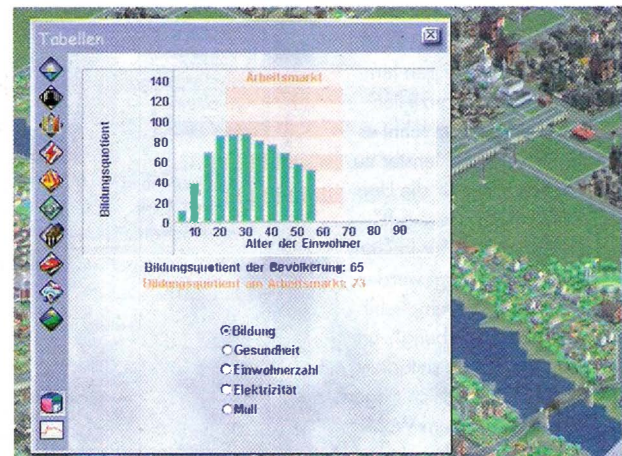 Tabellen
Arbeitsmarkt
140
120
100
80
60
40
20
0
Bildungsquotient
10 20 30 40 50 60 70 80 90
Alter der Einwohner
Bildungsquotient der Bevölkerung: 65
Bildungsquotient am Arbeitsmarkt: 73
Bildung
Gesundheit
Einwohnerzahl
Elektrizität
Müll